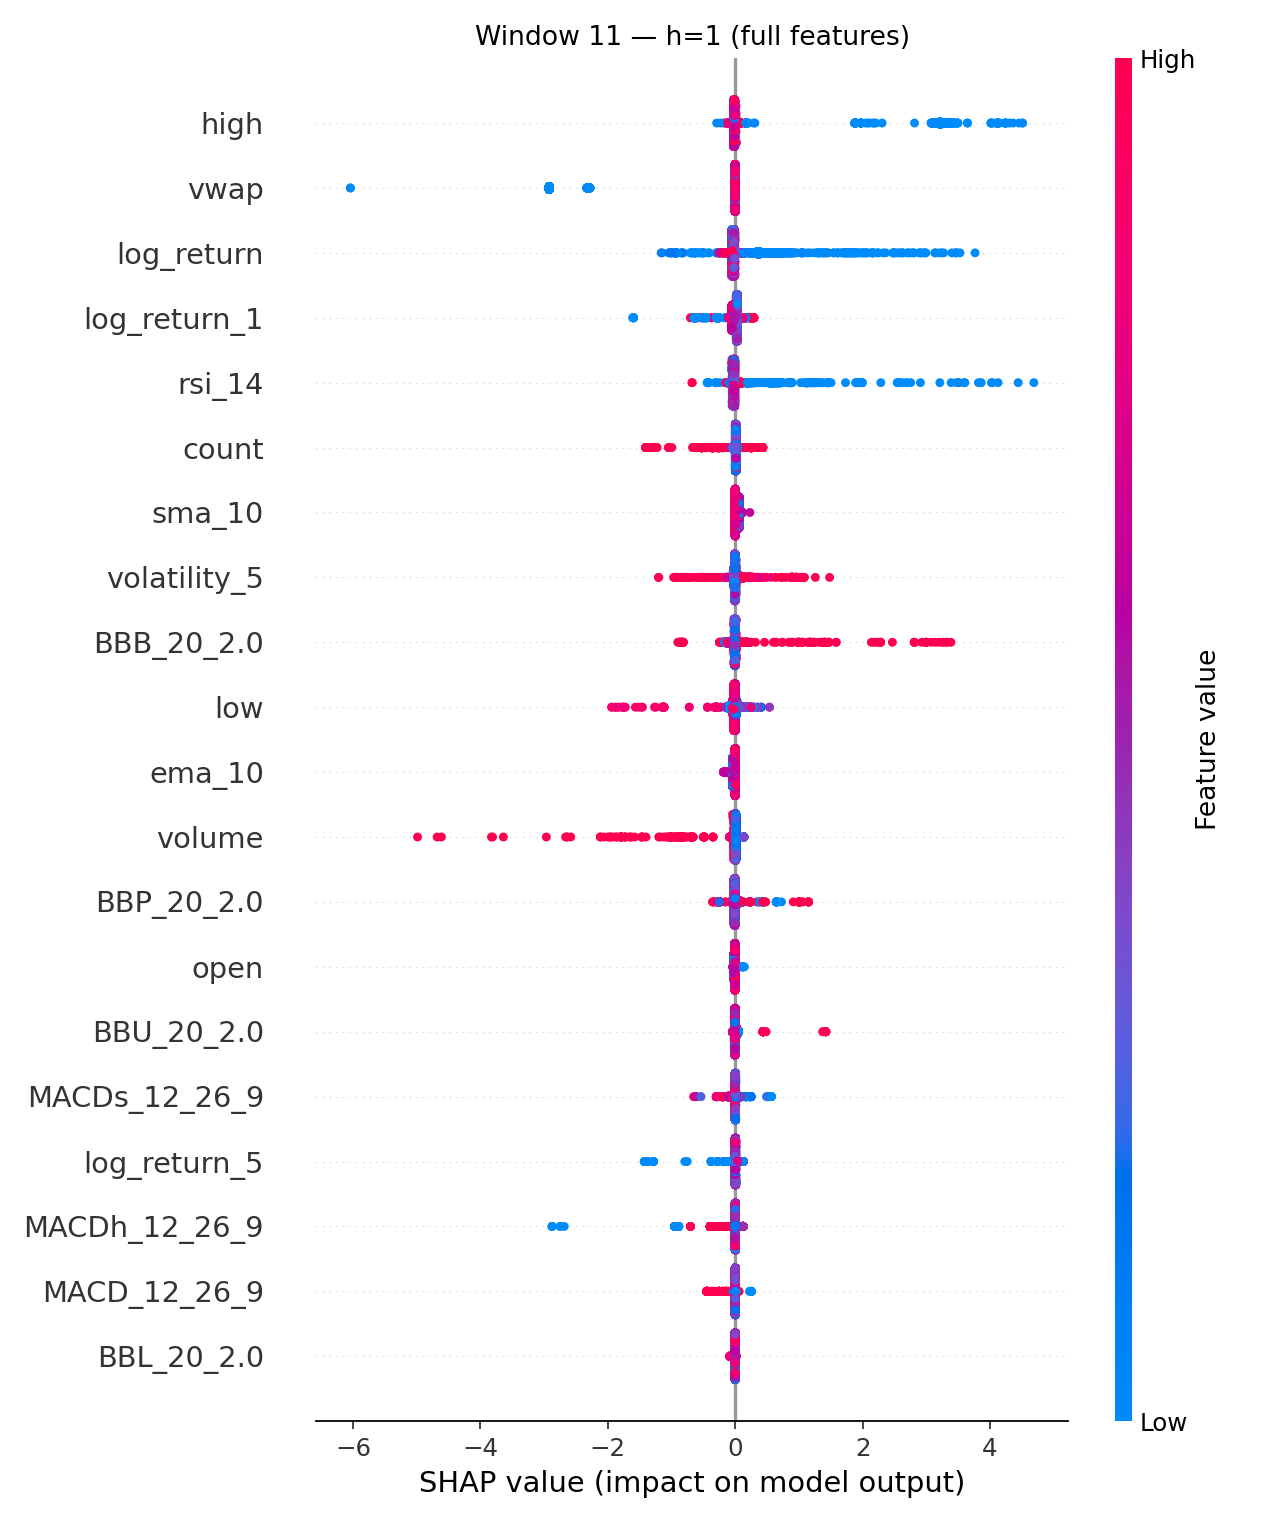 Window 11 — h=1 (full features)
High
high
vwap
log_return
log_return_1
rsi_14
count
sma_10
volatility_5
BBB_20_2.0
low
ema_10
volume
BBP_20_2.0
open
BBU_20_2.0
MACDs_12_26_9
log_return_5
MACDh_12_26_9
MACD_12_26_9
BBL_20_2.0
Feature value
Low
−6 −4 −2 0 2 4
SHAP value (impact on model output)